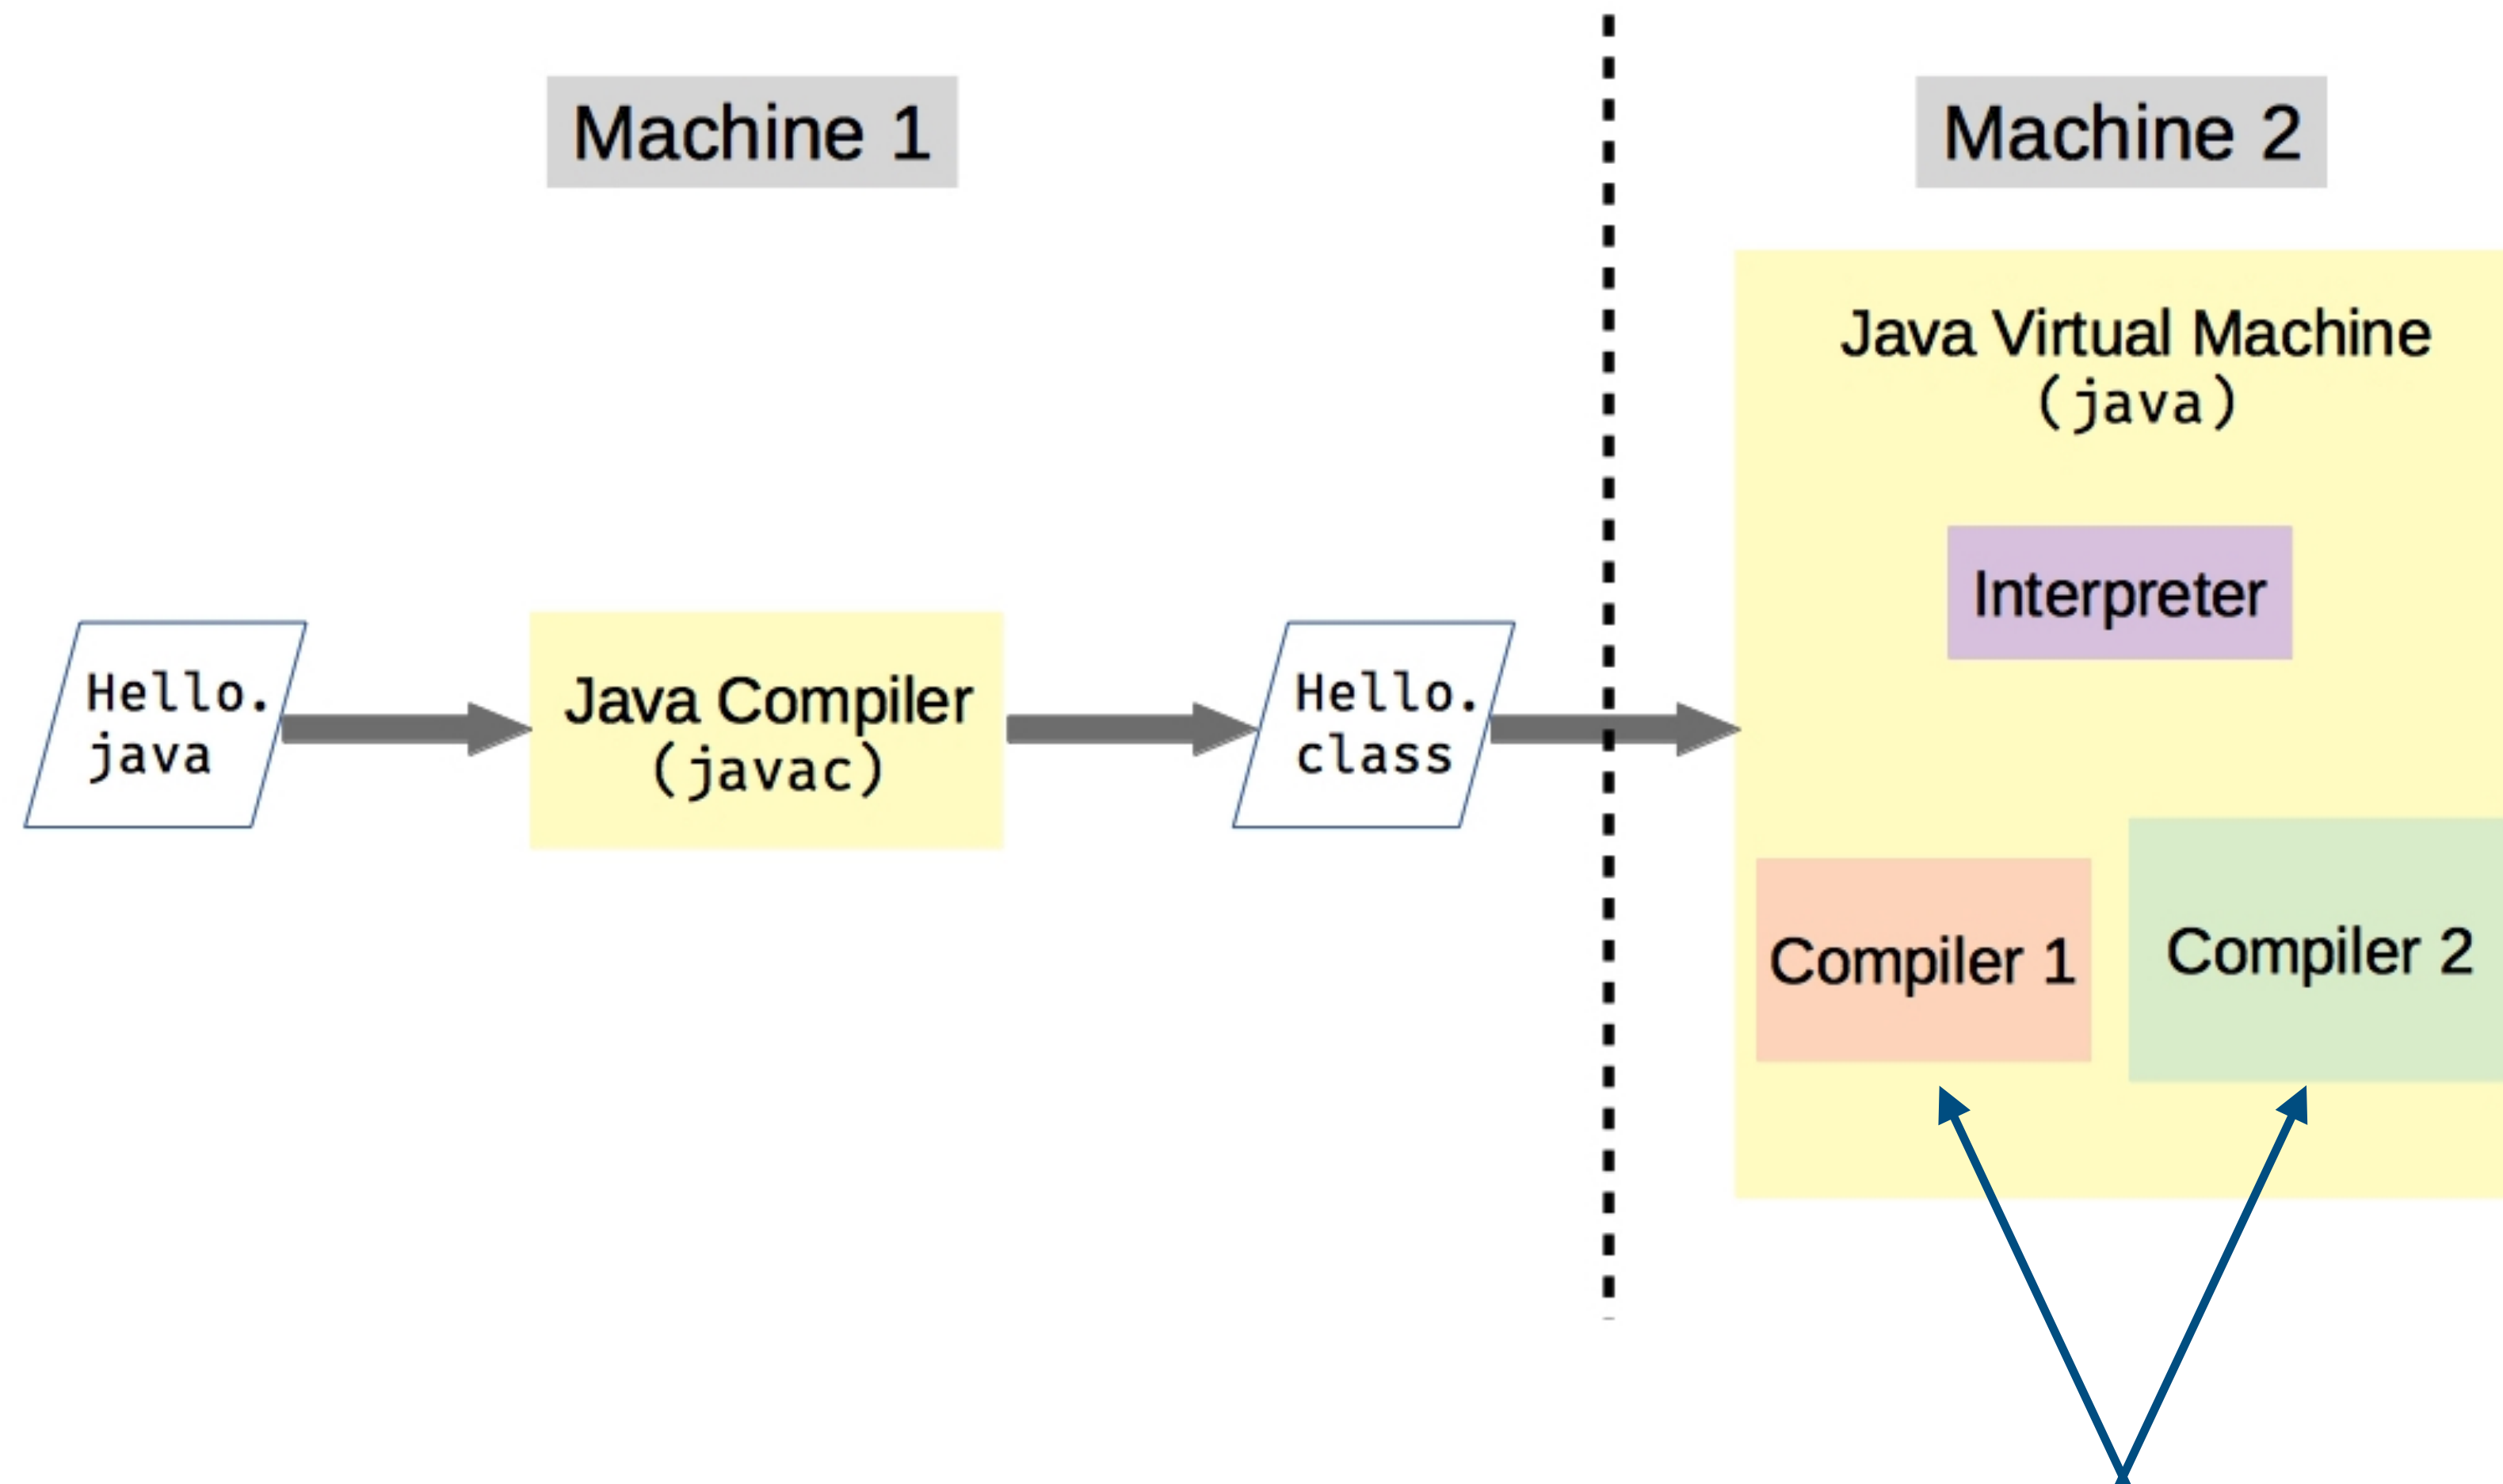 Machine 1
Machine 2
Java Virtual Machine
(java)
Interpreter
Hello.
java
Java Compiler
(javac)
Hello.
class
Compiler 1
Compiler 2